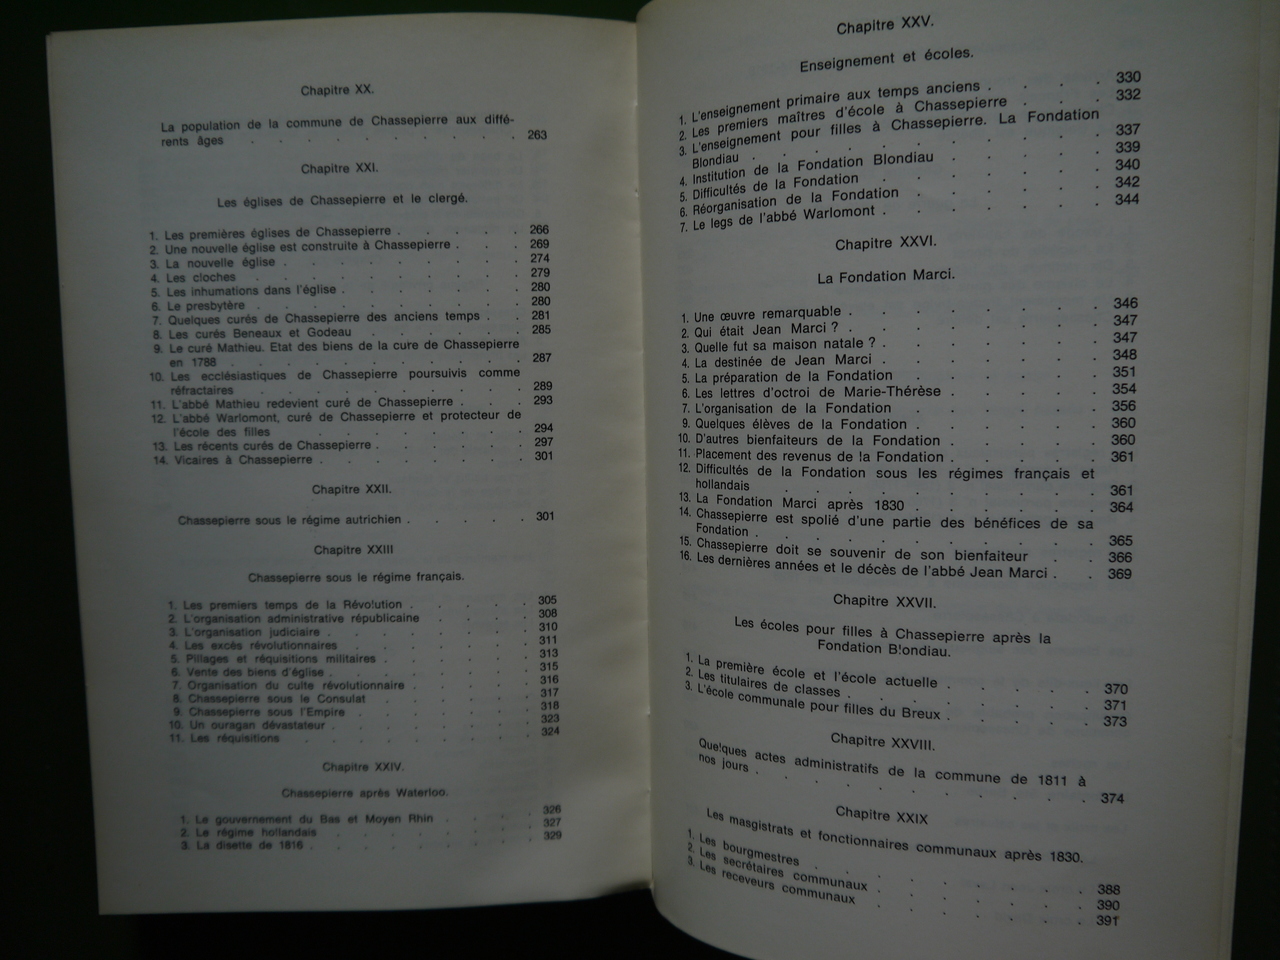 Chapitre XX.
La population de la commune de Chassepierre aux diffé-
rents âges . . . . . . . . . . 263
Chapitre XXI.
Les églises de Chassepierre et le clergé.
1. Les premières églises de Chassepierre . . . . . 266
2. Une nouvelle église est construite à Chassepierre . . . 269
3. La nouvelle église . . . . . . . . 274
4. Les cloches . . . . . . . . 279
5. Les inhumations dans l'église . . . . . . 280
6. Le presbytère . . . . . . . . 280
7. Quelques curés de Chassepierre des anciens temps . . 281
8. Les curés Beneaux et Godeau . . . . . 285
9. Le curé Mathieu. Etat des biens de la cure de Chassepierre
en 1788 . . . . . . . . . 287
10. Les ecclésiastiques de Chassepierre poursuivis comme
réfractaires . . . . . . . . 289
11. L'abbé Mathieu redevient curé de Chassepierre . . . 293
12. L'abbé Warlomont, curé de Chassepierre et protecteur de
l'école des filles . . . . . . . 294
13. Les récents curés de Chassepierre . . . . . 297
14. Vicaires à Chassepierre . . . . . . . 301
Chapitre XXII.
Chassepierre sous le régime autrichien . . . . . 301
Chapitre XXIII
Chassepierre sous le régime français.
1. Les premiers temps de la Révo!ution . . . . . 305
2. L'organisation administrative républicaine . . . . 308
3. L'organisation judiciaire . . . . . . . 310
4. Les excès révolutionnaires . . . . . . 311
5. Pillages et réquisitions militaires . . . . . 313
6. Vente des biens d'église . . . . . . . 315
7. Organisation du culte révolutionnaire . . . . . 316
8. Chassepierre sous le Consulat . . . . . 317
9. Chassepierre sous l'Empire . . . . . . 318
10. Un ouragan dévastateur . . . . . . . 323
11. Les réquisitions . . . . . . . 324
Chapitre XXIV.
Chassepierre après Waterloo.
1. Le gouvernement du Bas et Moyen Rhin . . . . 326
2. Le régime hollandais . . . . . . . 327
3. La disette de 1816 . . . . . . . 329
Chapitre XXV.
Enseignement et écoles.
1. L'enseignement primaire aux temps anciens . . . . 330
2. Les premiers maîtres d'école à Chassepierre . . . . 332
3. L'enseignement pour filles à Chassepierre. La Fondation
Blondiau . . . . . . . . . 337
4. Institution de la Fondation Blondiau . . . . . 339
5. Difficultés de la Fondation . . . . . . 340
6. Réorganisation de la Fondation . . . . . 342
7. Le legs de l'abbé Warlomont . . . . . . 344
Chapitre XXVI.
La Fondation Marci.
1. Une œuvre remarquable . . . . . . . 346
2. Qui était Jean Marci ? . . . . . . . 347
3. Quelle fut sa maison natale ? . . . . . . 347
4. La destinée de Jean Marci . . . . . . 348
5. La préparation de la Fondation . . . . . 351
6. Les lettres d'octroi de Marie-Thérèse . . . . . 354
7. L'organisation de la Fondation . . . . . 356
9. Quelques élèves de la Fondation . . . . . 360
10. D'autres bienfaiteurs de la Fondation . . . . . 360
11. Placement des revenus de !a Fondation . . . . . 361
12. Difficultés de la Fondation sous les régimes français et
hollandais . . . . . . . . 361
13. La Fondation Marci après 1830 . . . . . . 364
14. Chassepierre est spolié d'une partie des bénéfices de sa
Fondation . . . . . . . . . 365
15. Chassepierre doit se souvenir de son bienfaiteur . . 366
16. Les dernières années et le décès de l'abbé Jean Marci . . 369
Chapitre XXVII.
Les écoles pour filles à Chassepierre après la
Fondation B!ondiau.
1. La première école et l'école actuelle . . . . . 370
2. Les titulaires de classes . . . . . . . 371
3. L'école communale pour filles du Breux . . . . . 373
Chapitre XXVIII.
Que!ques actes administratifs de la commune de 1811 à
nos jours . . . . . . . . . 374
Chapitre XXIX
Les masgistrats et fonctionnaires communaux après 1830.
1. Les bourgmestres . . . . . . . . 388
2. Les secrétaires communaux . . . . . . 390
3. Les receveurs communaux . . . . . . 391